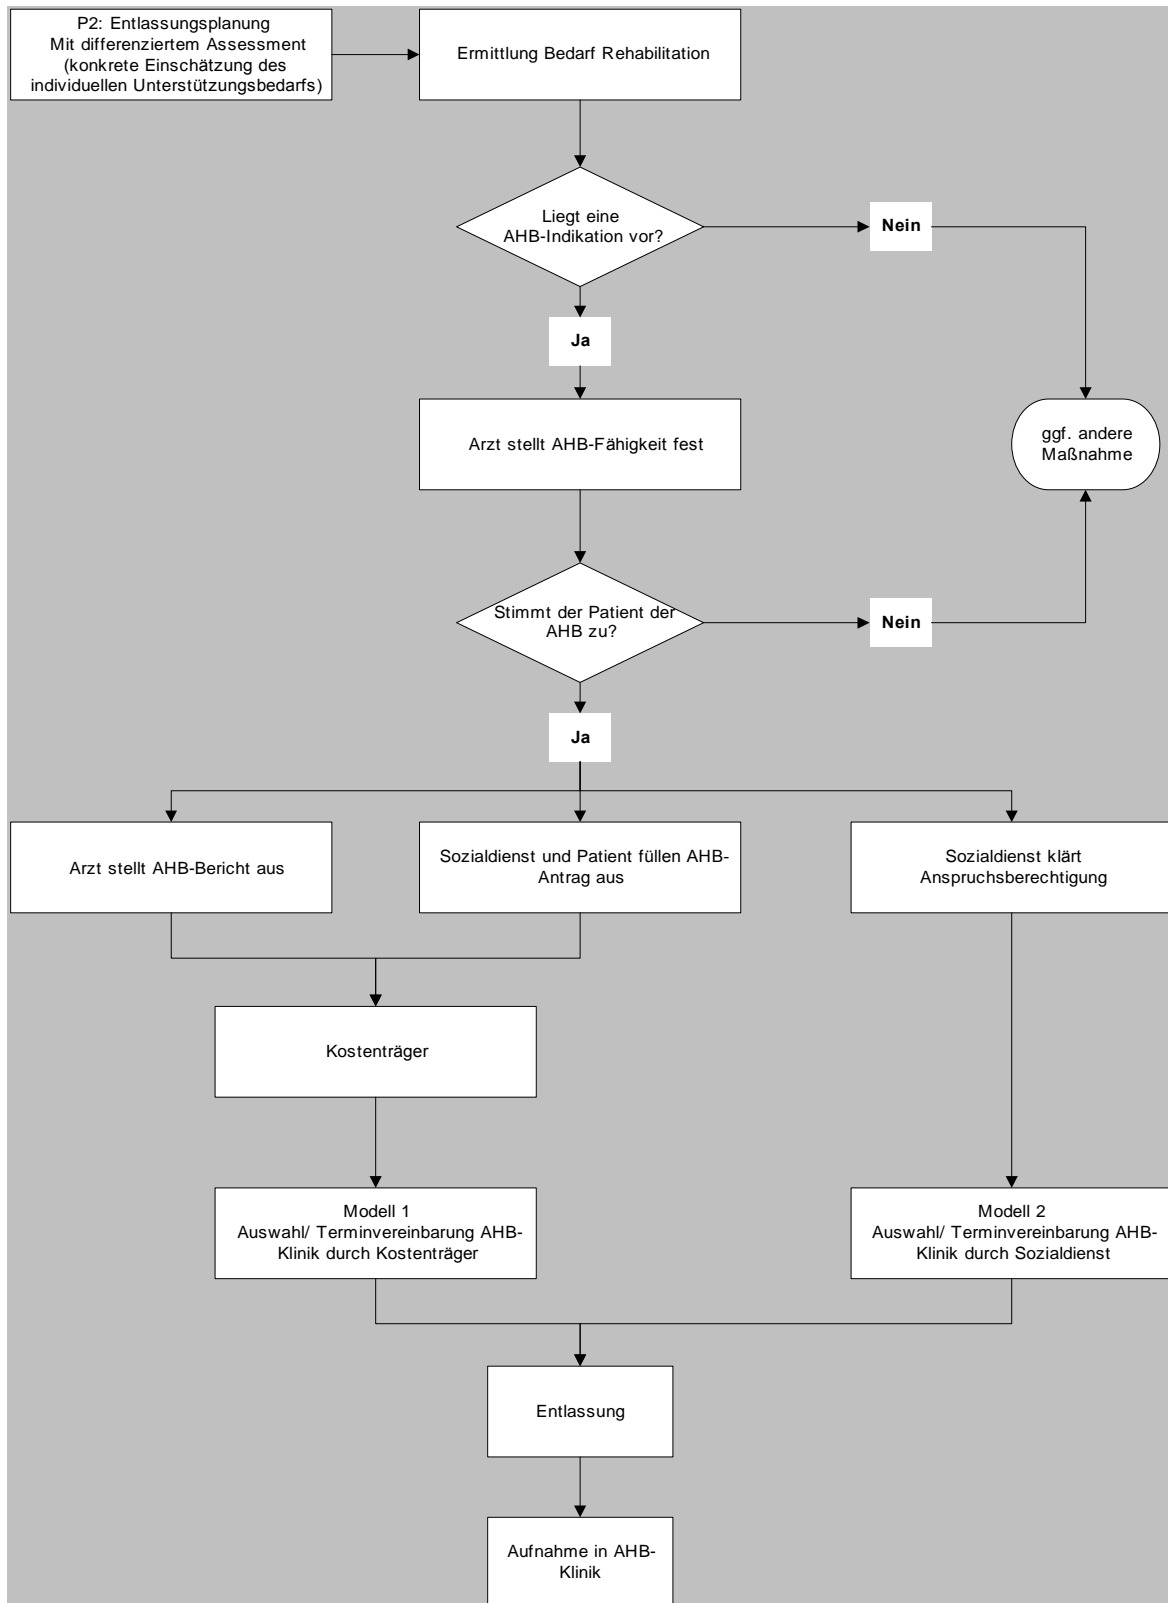 P2: Entlassungsplanung
Mit differenziertem Assessment
(konkrete Einschätzung des
individuellen Unterstützungsbedarfs)
Ermittlung Bedarf Rehabilitation
Liegt eine
AHB-Indikation vor?
Nein
Ja
Arzt stellt AHB-Fähigkeit fest
ggf. andere
Maßnahme
Stimmt der Patient der
AHB zu?
Nein
Ja
Arzt stellt AHB-Bericht aus
Sozialdienst und Patient füllen AHB-
Antrag aus
Sozialdienst klärt
Anspruchsberechtigung
Kostenträger
Modell 1
Auswahl/ Terminvereinbarung AHB-
Klinik durch Kostenträger
Modell 2
Auswahl/ Terminvereinbarung AHB-
Klinik durch Sozialdienst
Entlassung
Aufnahme in AHB-
Klinik